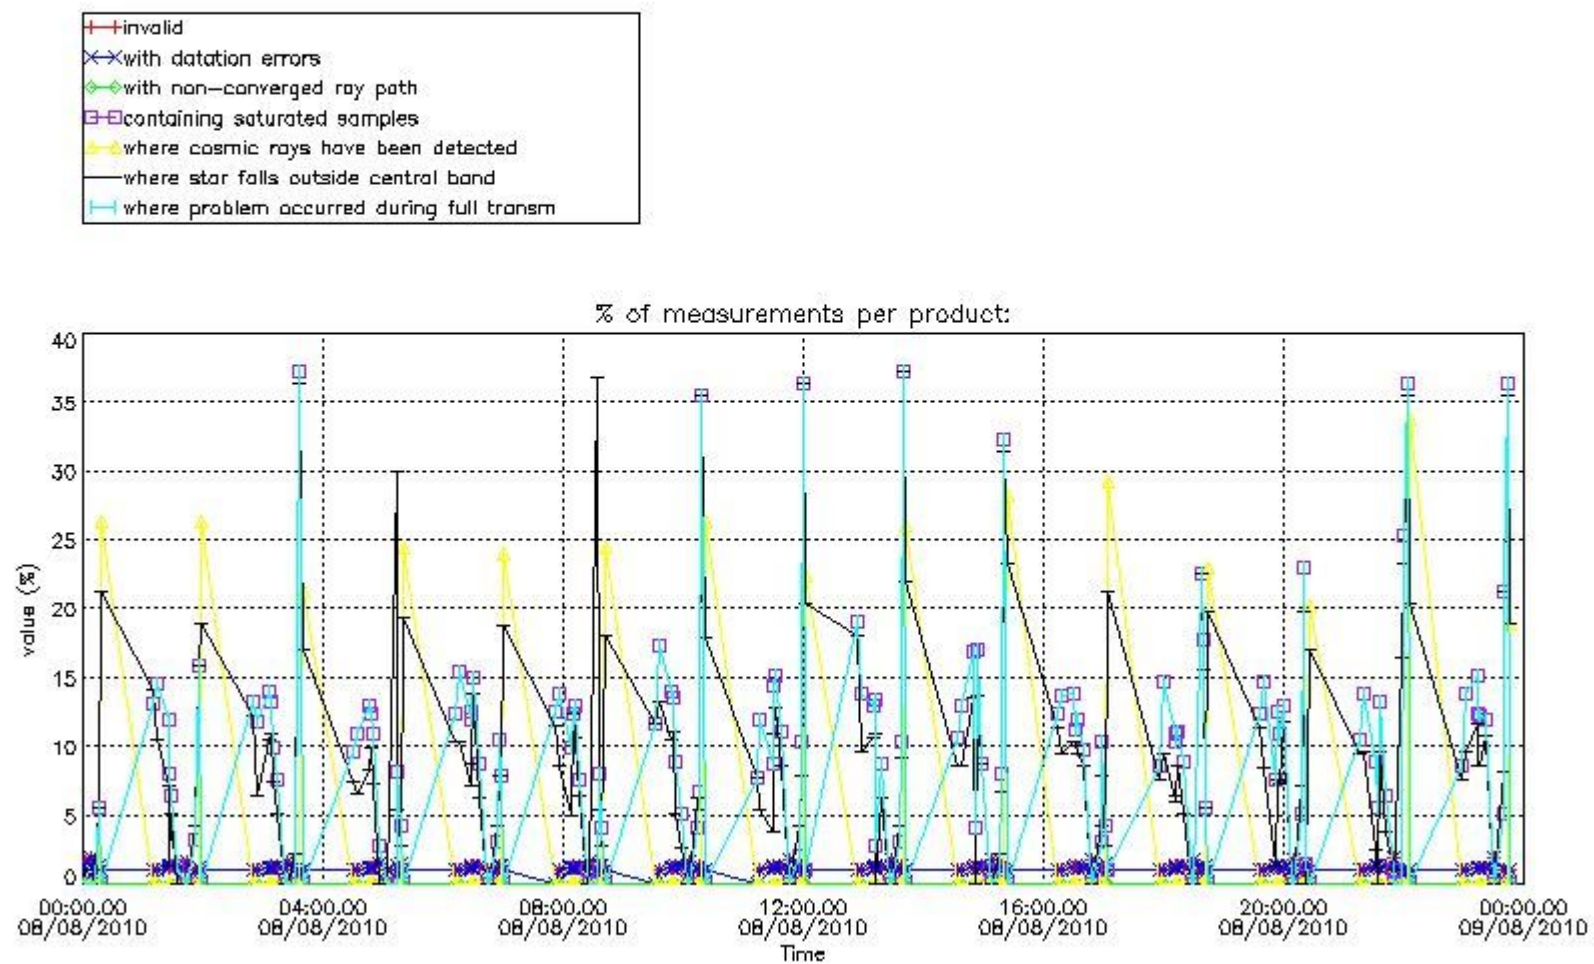 invalid
with datation errors
with non-converged ray path
containing saturated samples
where cosmic rays have been detected
where star falls outside central band
where problem occurred during full transm
% of measurements per product:
40
35
30
25
20
15
10
5
0
value (%)
00:00:00 04:00:00 08:00:00 12:00:00 16:00:00 20:00:00 00:00:00
08/08/2010 08/08/2010 08/08/2010 08/08/2010 08/08/2010 08/08/2010 09/08/2010
Time